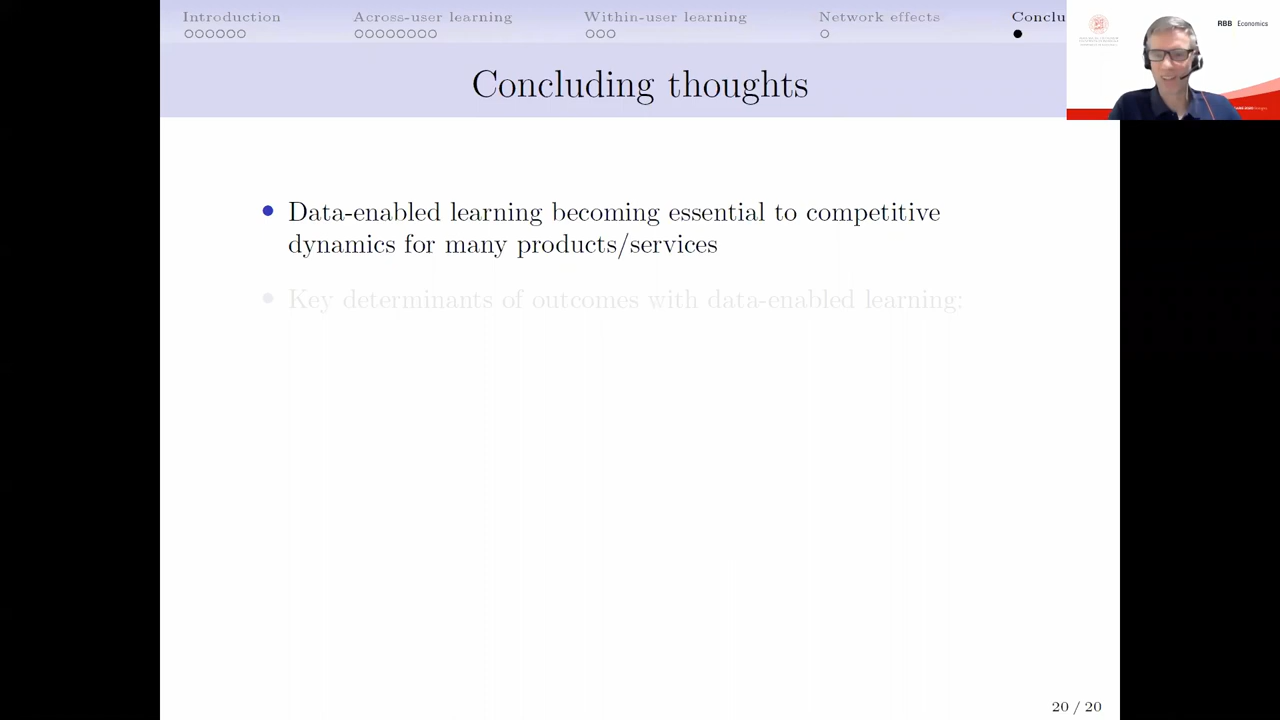 Introduction
Across-user learning
Within-user learning
Network effects
Conclu
RBB Economics
Concluding thoughts
Data-enabled learning becoming essential to competitive
dynamics for many products/services
Key determinants of outcomes with data-enabled learning:
20 / 20